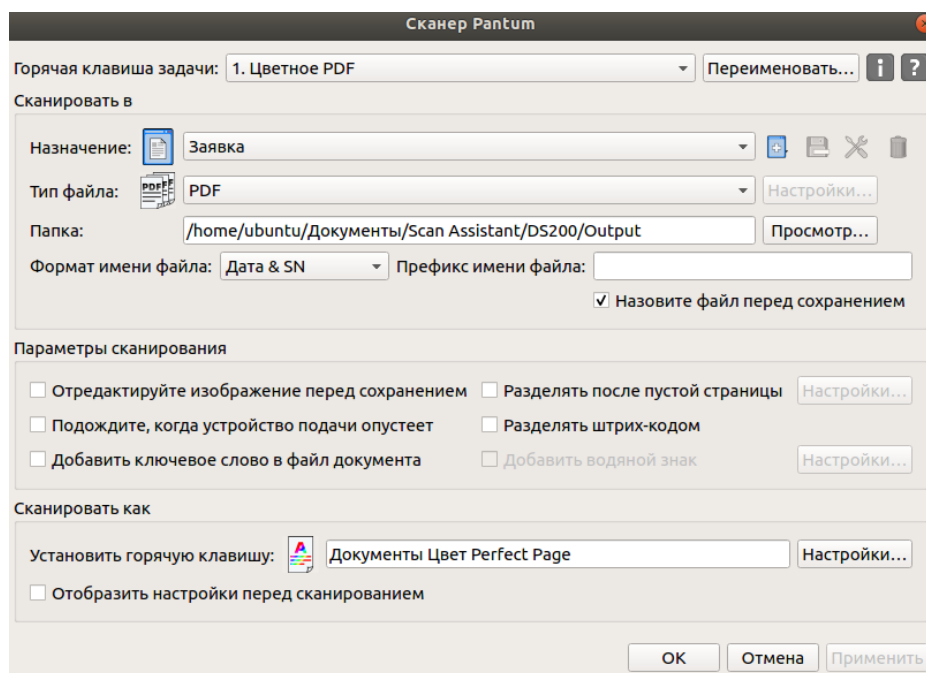 Сканер Pantum
Горячая клавиша задачи: 1. Цветное PDF Переименовать... i ?
Сканировать в
Назначение: Заявка
Тип файла: PDF PDF Настройки...
Папка: /home/ubuntu/Документы/Scan Assistant/DS200/Output Просмотр...
Формат имени файла: Дата & SN Префикс имени файла:
Назовите файл перед сохранением
Параметры сканирования
Отредактируйте изображение перед сохранением Разделять после пустой страницы Настройки...
Подождите, когда устройство подачи опустеет Разделять штрих-кодом
Добавить ключевое слово в файл документа Добавить водяной знак Настройки...
Сканировать как
Установить горячую клавишу: A Документы Цвет Perfect Page Настройки...
Отобразить настройки перед сканированием
OK Отмена Применить